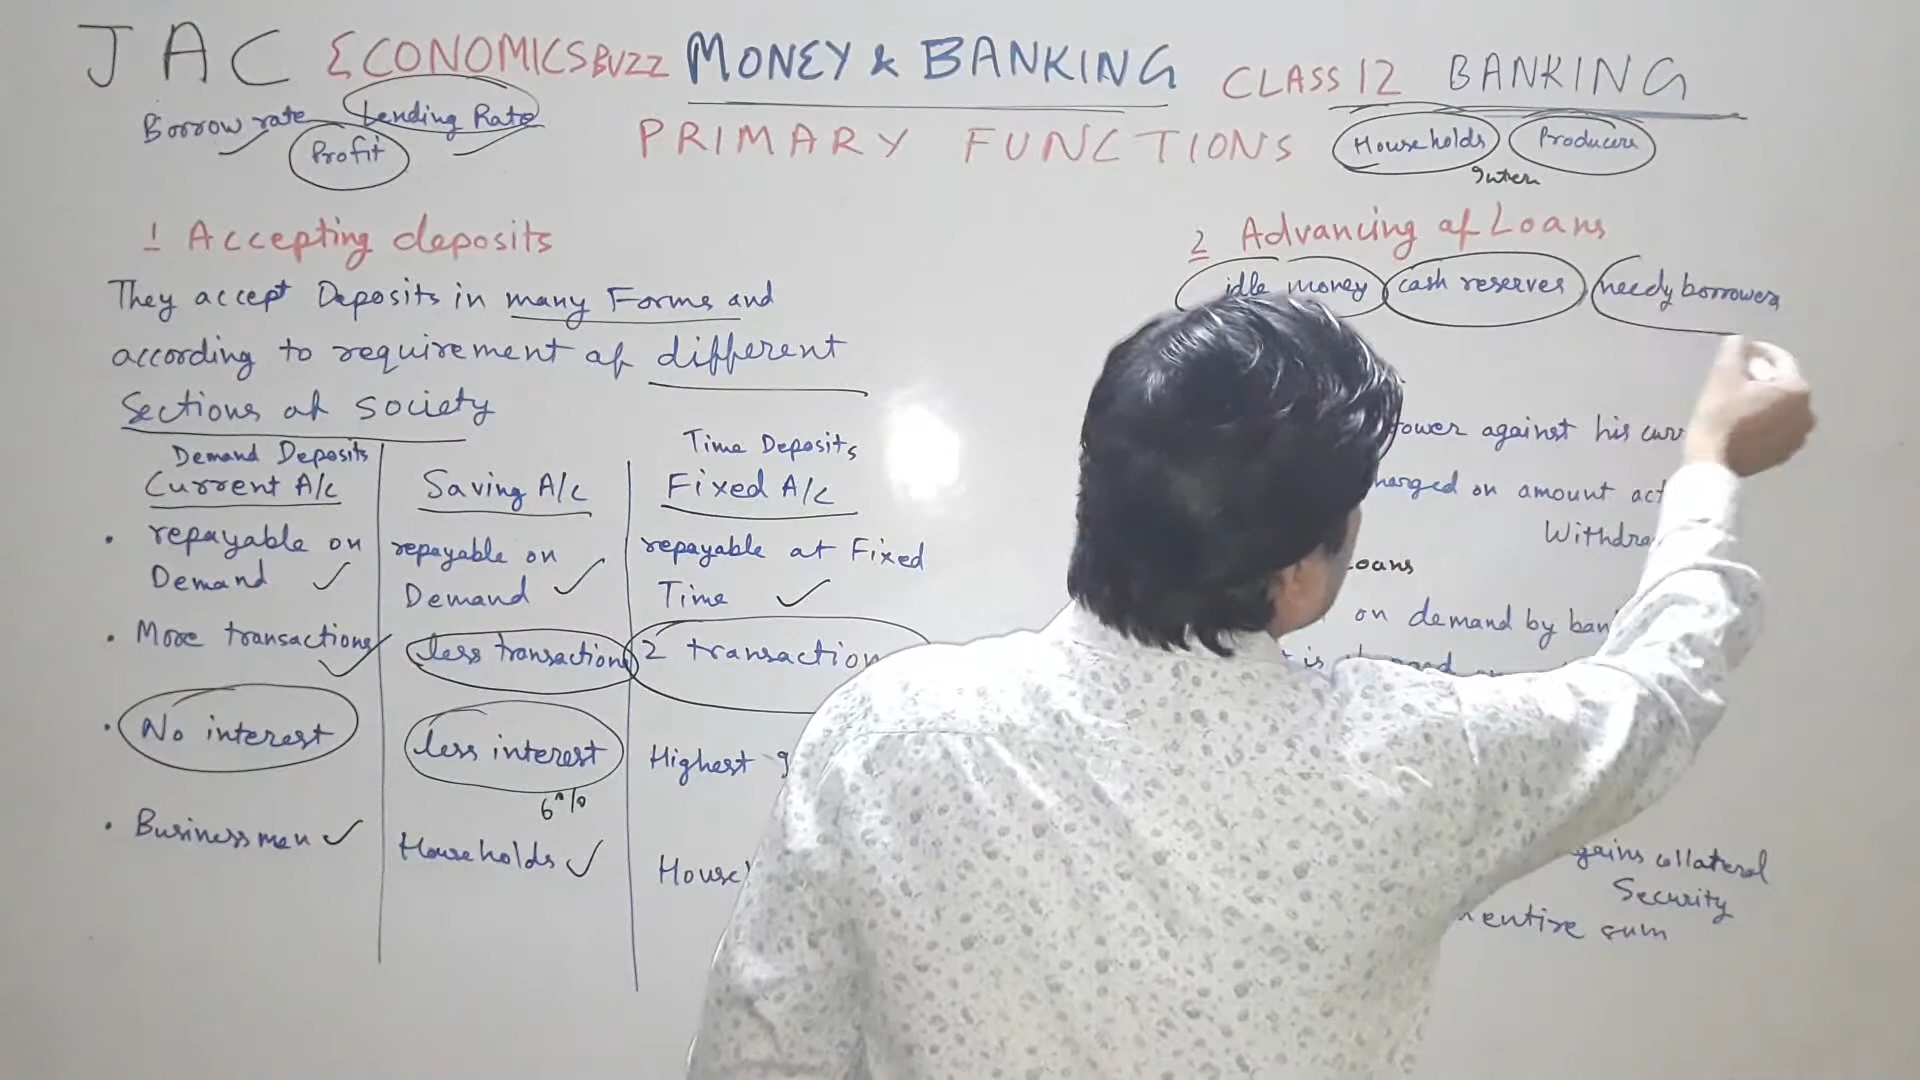 JAC ECONOMICSBUZZ MONEY & BANKING CLASS 12 BANKING
Borrow rate Lending Rate
Profit
PRIMARY FUNCTIONS
Households Producers
1 Accepting deposits
They accept Deposits in many Forms and
according to requirement of different
Sections of society
Demand Deposits
Current A/c
Saving A/c
Time Deposits
Fixed A/c
• repayable on
Demand ✓
repayable on
Demand ✓
repayable at Fixed
Time ✓
• More transactions ✓
less transactions
2 transaction
• No interest
less interest
6%
Highest
• Businessmen ✓
Households ✓
House
2 Advancing of Loans
idle money cash reserves needy borrowers
against his curr
harged on amount act
Withdra
Loans
on demand by ban
is
gains collateral
Security
entire sum